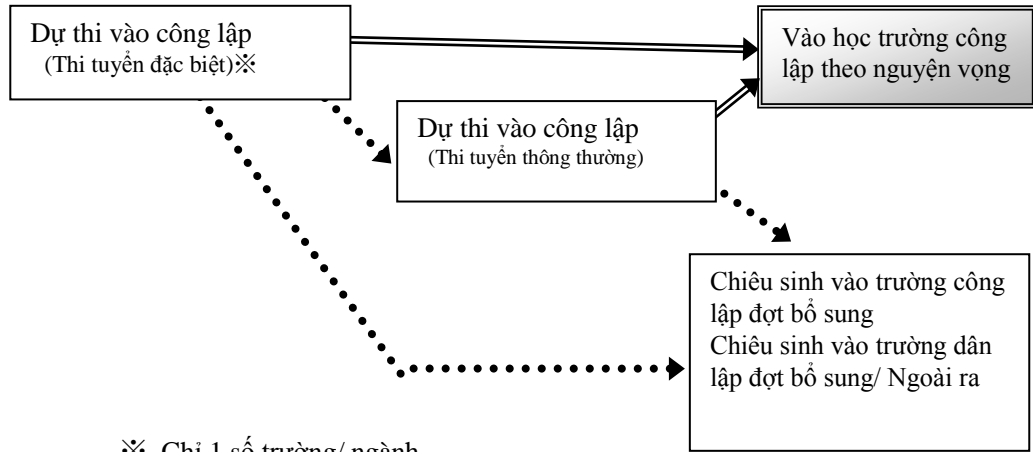 Dự thi vào công lập
(Thi tuyển đặc biệt)※
Vào học trường công
lập theo nguyện vọng
Dự thi vào công lập
(Thi tuyển thông thường)
Chiêu sinh vào trường công
lập đợt bổ sung
Chiêu sinh vào trường dân
lập đợt bổ sung/ Ngoài ra
※ Chỉ 1 số trường/ ngành